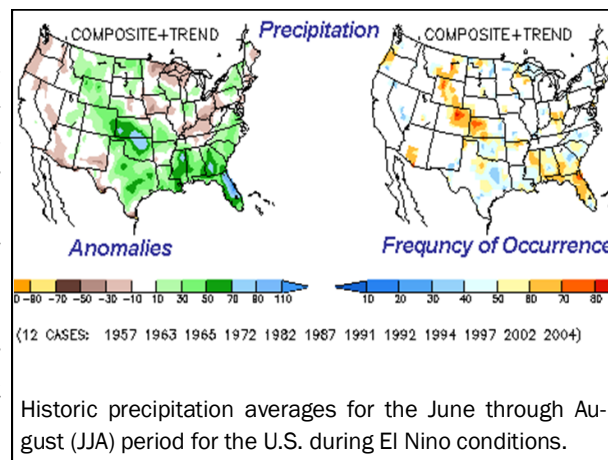 COMPOSITE+TREND Precipitation COMPOSITE+TREND
Anomalies Frequncy of Occurrence
0 -80 -70 -50 -30 -10 10 30 50 70 80 110 10 20 30 40 50 60 70 80
(12 CASES: 1957 1963 1965 1972 1982 1987 1991 1992 1994 1997 2002 2004)
Historic precipitation averages for the June through Au-
gust (JJA) period for the U.S. during El Nino conditions.